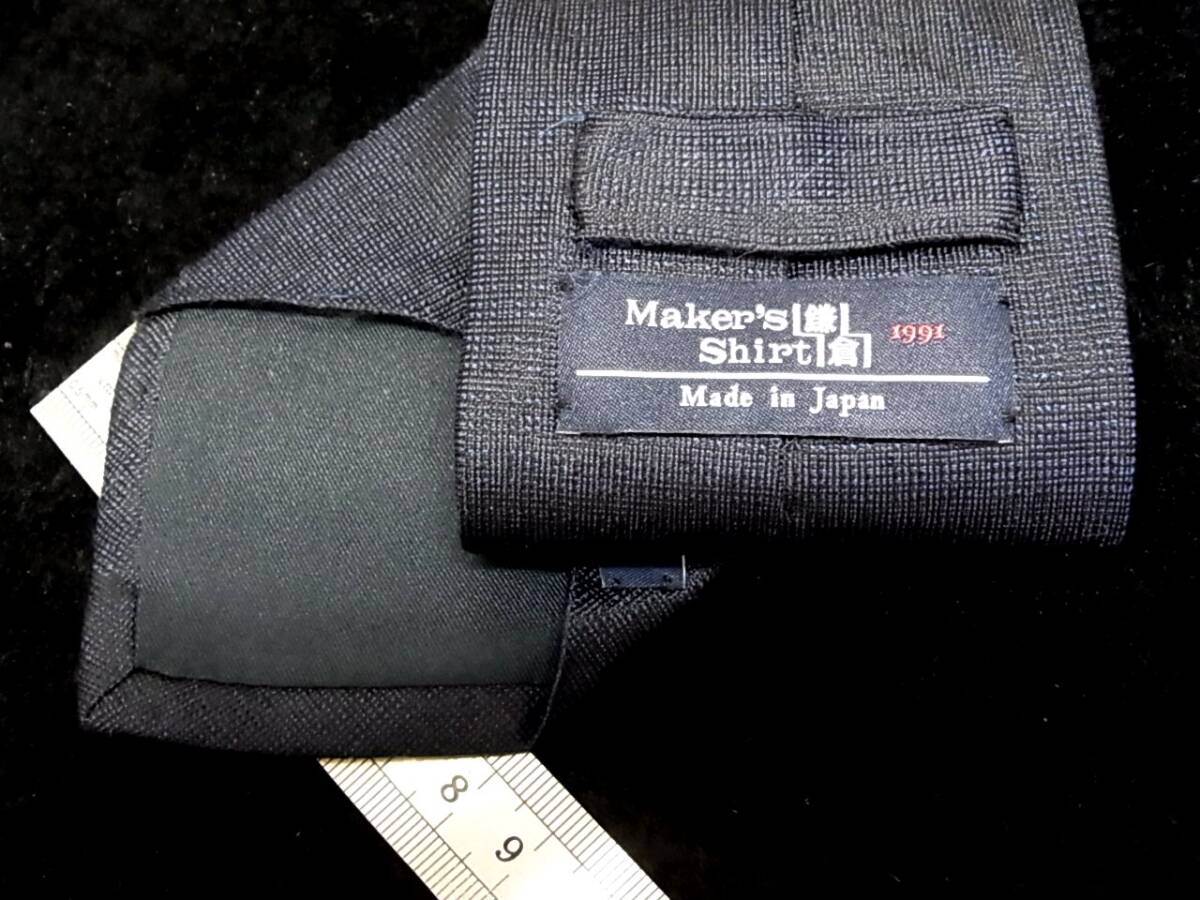 Maker's 鎌 1991
Shirt 倉
Made in Japan
8
9